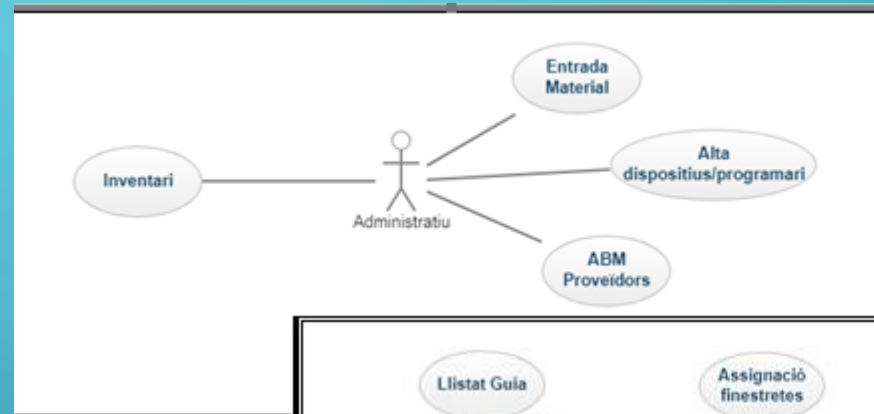 Entrada
Material
Inventari
Alta
dispositius/programari
Administratiu
ABM
Proveïdors
Llistat Guia
Assignació
finestretes